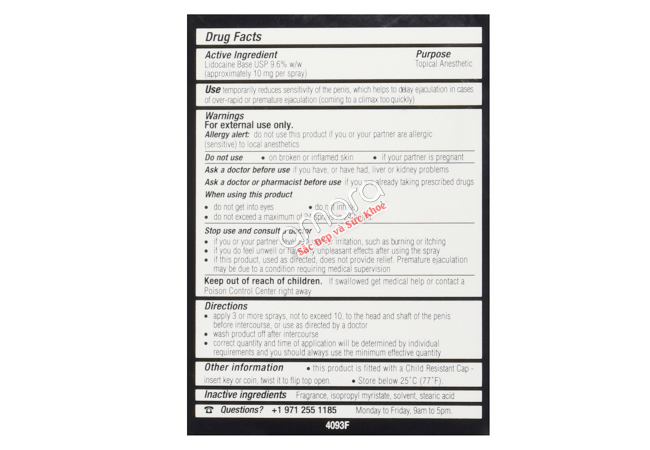 Drug Facts
Active Ingredient Purpose
Lidocaine Base USP 9.6% w/w Topical Anesthetic
(approximately 10 mg per spray)
Use temporarily reduces sensitivity of the penis, which helps to delay ejaculation in cases
of over-rapid or premature ejaculation (coming to a climax too quickly)
Warnings
For external use only.
Allergy alert: do not use this product if you or your partner are allergic
(sensitive) to local anesthetics
Do not use • on broken or inflamed skin • if your partner is pregnant
Ask a doctor before use if you have, or have had, liver or kidney problems
Ask a doctor or pharmacist before use if you are already taking prescribed drugs
When using this product
• do not get into eyes • do not inhale
• do not exceed a maximum of 24
Stop use and consult a doctor
• if you or your partner irritation, such as burning or itching
• if you do feel unwell or unpleasant effects after using the spray
• if this product, used as directed, does not provide relief. Premature ejaculation
may be due to a condition requiring medical supervision
Keep out of reach of children. If swallowed get medical help or contact a
Poison Control Center right away
amora
Sắc Đẹp và Sức Khoẻ
Directions
• apply 3 or more sprays, not to exceed 10, to the head and shaft of the penis
before intercourse, or use as directed by a doctor
• wash product off after intercourse
• correct quantity and time of application will be determined by individual
requirements and you should always use the minimum effective quantity
Other information • this product is fitted with a Child Resistant Cap -
insert key or coin, twist it to flip top open. • Store below 25˚C (77˚F).
Inactive ingredients Fragrance, isopropyl myristate, solvent, stearic acid
☎ Questions? +1 971 255 1185 Monday to Friday, 9am to 5pm.
4093F